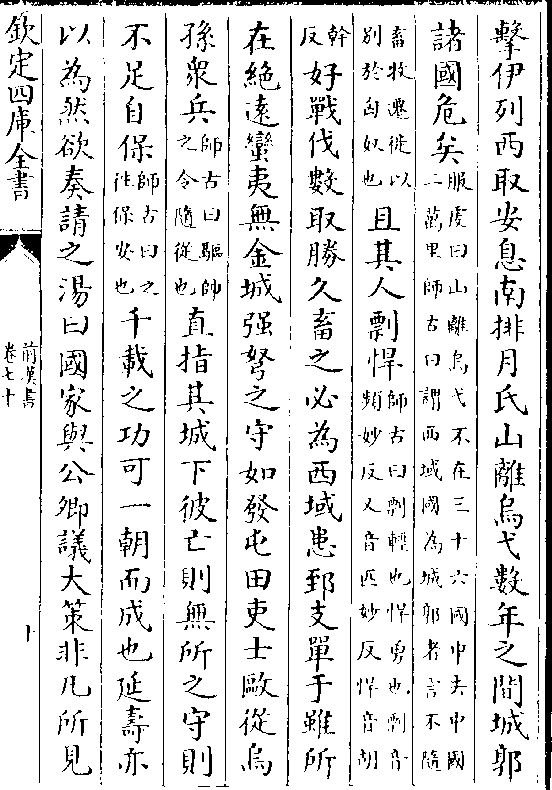 擊伊列西取安息南排月氏山離烏弋數年之間城郭
諸國危矣服䖍曰山離烏弋不在三十六國中去中國二萬里師古曰謂西域國為城郭者言不隨
畜牧遷徙以别於匈奴也且其人剽悍師古曰剽輕也悍勇也剽音頻妙反又音匹妙反悍音胡
幹反好戰伐數取勝久畜之必為西域患郅支單于雖所
在絶遠蠻夷無金城强弩之守如發屯田吏士敺從烏
孫衆兵師古曰驅帥之令隨從也直指其城下彼亡則無所之守則
不足自保師古曰之往保安也千載之功可一朝而成也延壽亦
以為然欲奏請之湯曰國家與公卿議大策非凡所見
欽定四庫全書
前漢書
卷七十